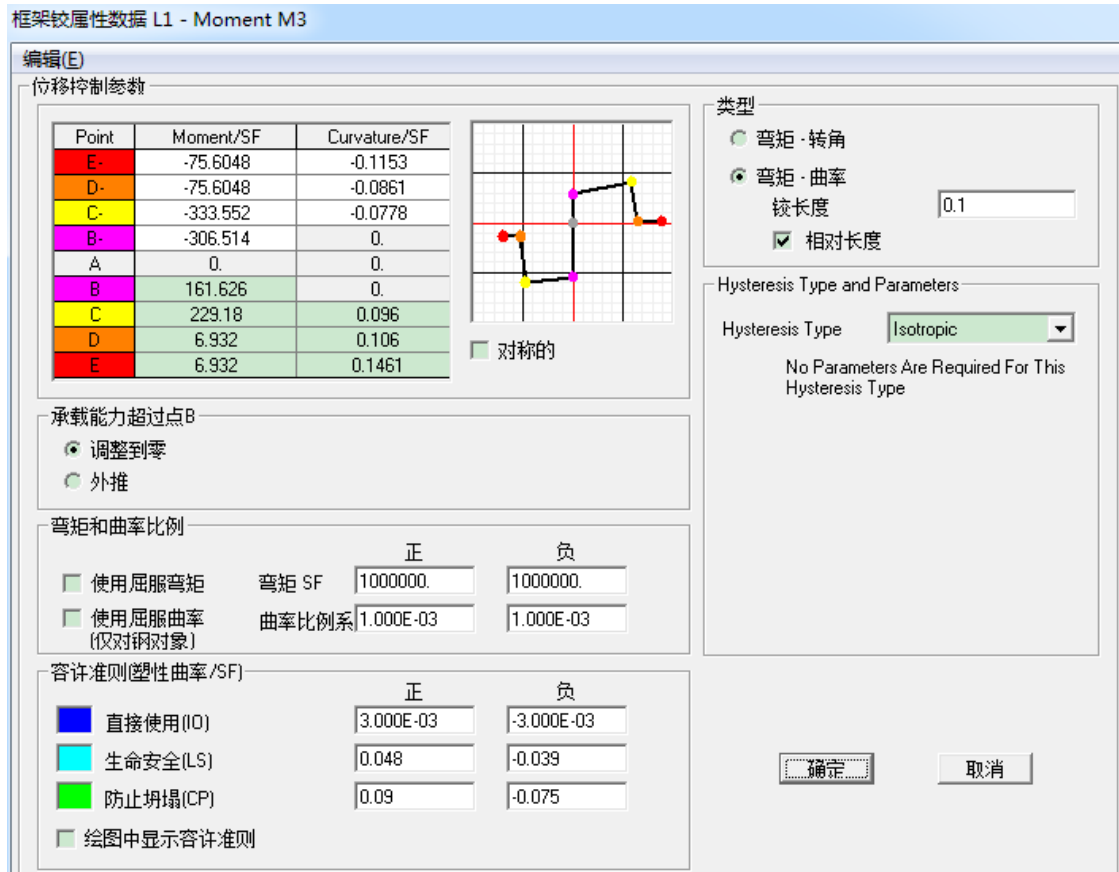 框架铰属性数据 L1 - Moment M3
编辑(E)
位移控制参数
Point Moment/SF Curvature/SF
E- -75.6048 -0.1153
D- -75.6048 -0.0861
C- -333.552 -0.0778
B- -306.514 0.
A 0. 0.
B 161.626 0.
C 229.18 0.096
D 6.932 0.106
E 6.932 0.1461
对称的
承载能力超过点B
调整到零
外推
弯矩和曲率比例
正 负
使用屈服弯矩 弯矩 SF 1000000. 1000000.
使用屈服曲率 曲率比例系 1.000E-03 1.000E-03
(仅对钢对象)
容许准则(塑性曲率/SF)
正 负
直接使用(IO) 3.000E-03 -3.000E-03
生命安全(LS) 0.048 -0.039
防止坍塌(CP) 0.09 -0.075
绘图中显示容许准则
类型
弯矩 - 转角
弯矩 - 曲率
铰长度 0.1
相对长度
Hysteresis Type and Parameters
Hysteresis Type Isotropic
No Parameters Are Required For This
Hysteresis Type
确定 取消